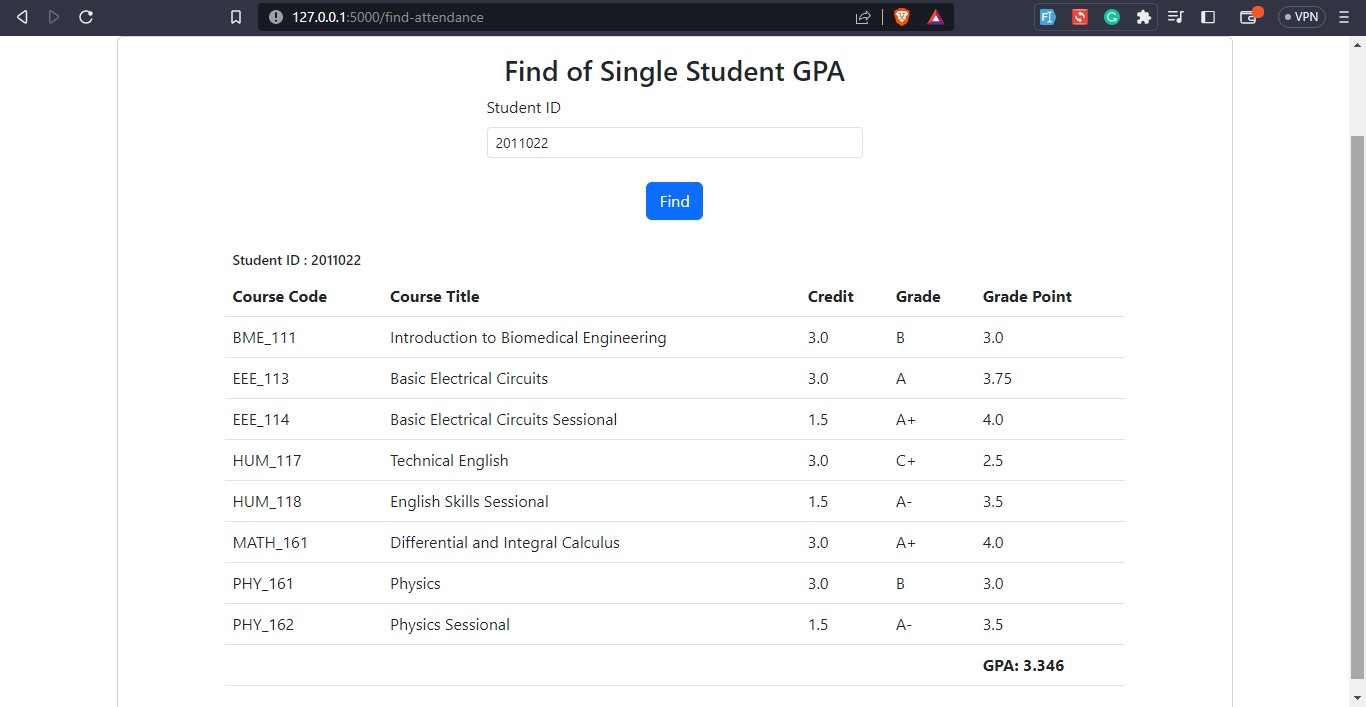 127.0.0.1:5000/find-attendance
VPN
Find of Single Student GPA
Student ID
2011022
Find
Student ID : 2011022
Course Code Course Title Credit Grade Grade Point
BME_111 Introduction to Biomedical Engineering 3.0 B 3.0
EEE_113 Basic Electrical Circuits 3.0 A 3.75
EEE_114 Basic Electrical Circuits Sessional 1.5 A+ 4.0
HUM_117 Technical English 3.0 C+ 2.5
HUM_118 English Skills Sessional 1.5 A- 3.5
MATH_161 Differential and Integral Calculus 3.0 A+ 4.0
PHY_161 Physics 3.0 B 3.0
PHY_162 Physics Sessional 1.5 A- 3.5
GPA: 3.346